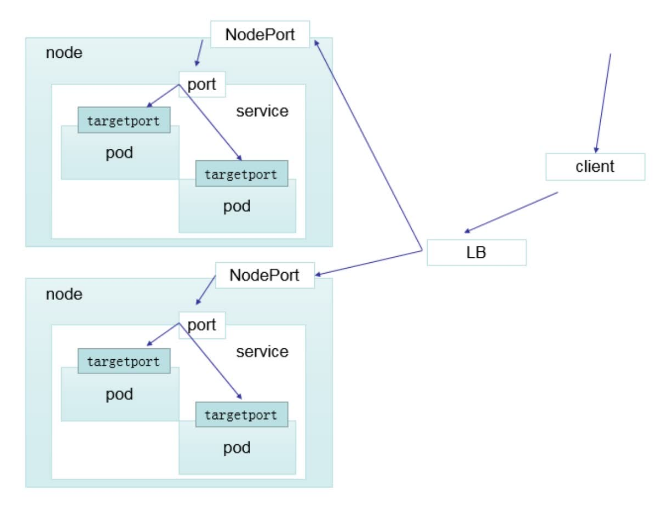 NodePort
node
port
service
targetport
pod
targetport
pod
client
LB
NodePort
node
port
service
targetport
pod
targetport
pod